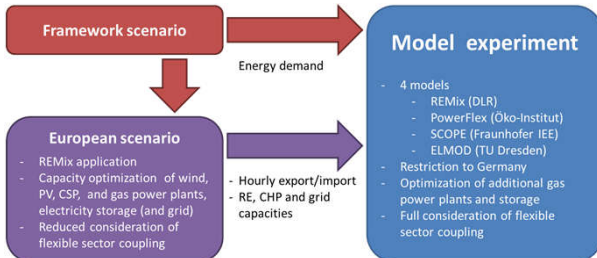 Framework scenario
Energy demand
Model experiment
- 4 models
- REMix (DLR)
- PowerFlex (Öko-Institut)
- SCOPE (Fraunhofer IEE)
- ELMOD (TU Dresden)
- Restriction to Germany
- Optimization of additional gas
power plants and storage
- Full consideration of flexible
sector coupling
European scenario
- REMix application
- Capacity optimization of wind,
PV, CSP, and gas power plants,
electricity storage (and grid)
- Reduced consideration of
flexible sector coupling
- Hourly export/import
- RE, CHP and grid
capacities